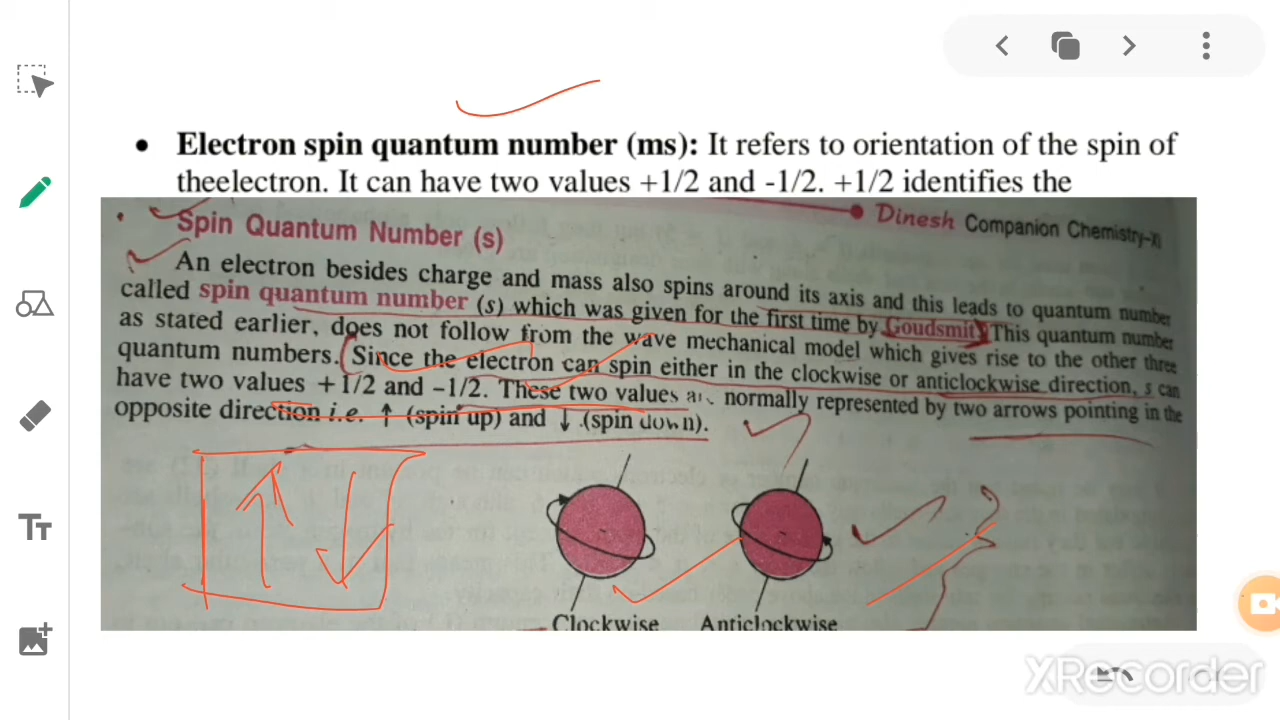 • Electron spin quantum number (ms): It refers to orientation of the spin of
theelectron. It can have two values +1/2 and -1/2. +1/2 identifies the
Dinesh Companion Chemistry-XI
• Spin Quantum Number (s)
An electron besides charge and mass also spins around its axis and this leads to quantum number
called spin quantum number (s) which was given for the first time by Goudsmit. This quantum number
as stated earlier, does not follow from the wave mechanical model which gives rise to the other three
quantum numbers. Since the electron can spin either in the clockwise or anticlockwise direction, s can
have two values +1/2 and -1/2. These two values are normally represented by two arrows pointing in the
opposite direction i.e. ↑ (spin up) and ↓ (spin down).
Clockwise Anticlockwise
Tт
XRecorder